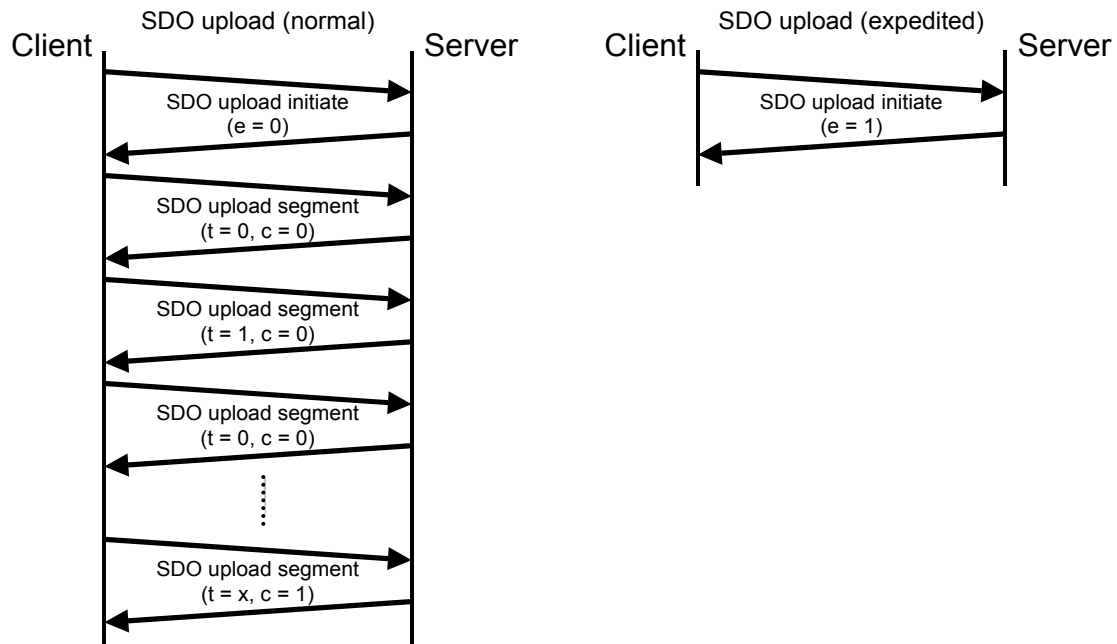 SDO upload (normal)
Client
Server
SDO upload initiate
(e = 0)
SDO upload segment
(t = 0, c = 0)
SDO upload segment
(t = 1, c = 0)
SDO upload segment
(t = 0, c = 0)
SDO upload segment
(t = x, c = 1)
SDO upload (expedited)
Client
Server
SDO upload initiate
(e = 1)